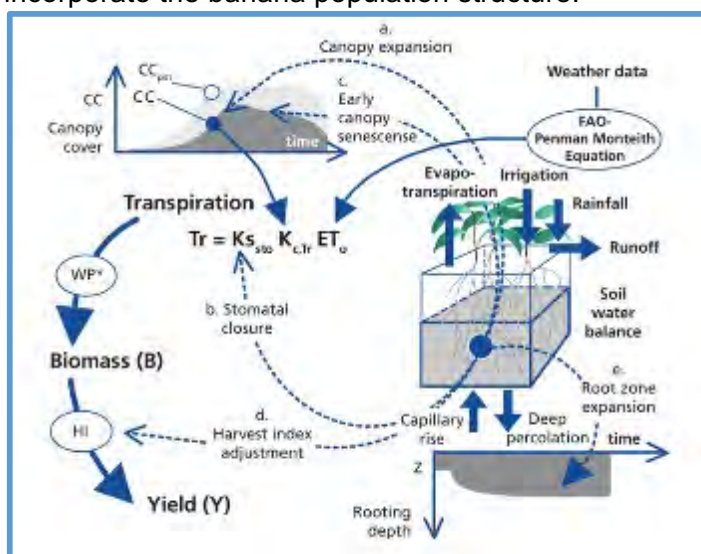 incorporate the banana population structure.
a.
Canopy expansion
CC
CCpot
CC
Canopy
cover
time
c.
Early
canopy
senescense
Weather data
FAO-
Penman Monteith
Equation
Evapo-
transpiration
Irrigation
Rainfall
Runoff
Transpiration
Tr = Ks sto K c,Tr ET o
WP*
b. Stomatal
closure
Soil
water
balance
Biomass (B)
e.
Root zone
expansion
HI
d.
Harvest index
adjustment
Capillary
rise
Deep
percolation
time
Z
Yield (Y)
Rooting
depth